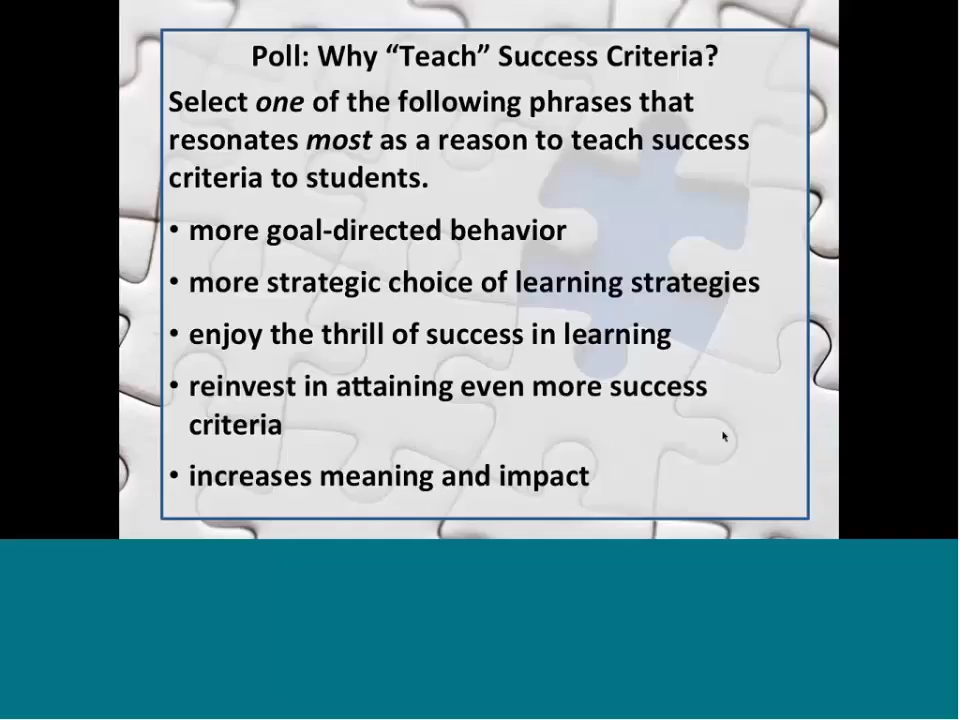 Poll: Why “Teach” Success Criteria?
Select one of the following phrases that
resonates most as a reason to teach success
criteria to students.
• more goal-directed behavior
• more strategic choice of learning strategies
• enjoy the thrill of success in learning
• reinvest in attaining even more success
criteria
• increases meaning and impact